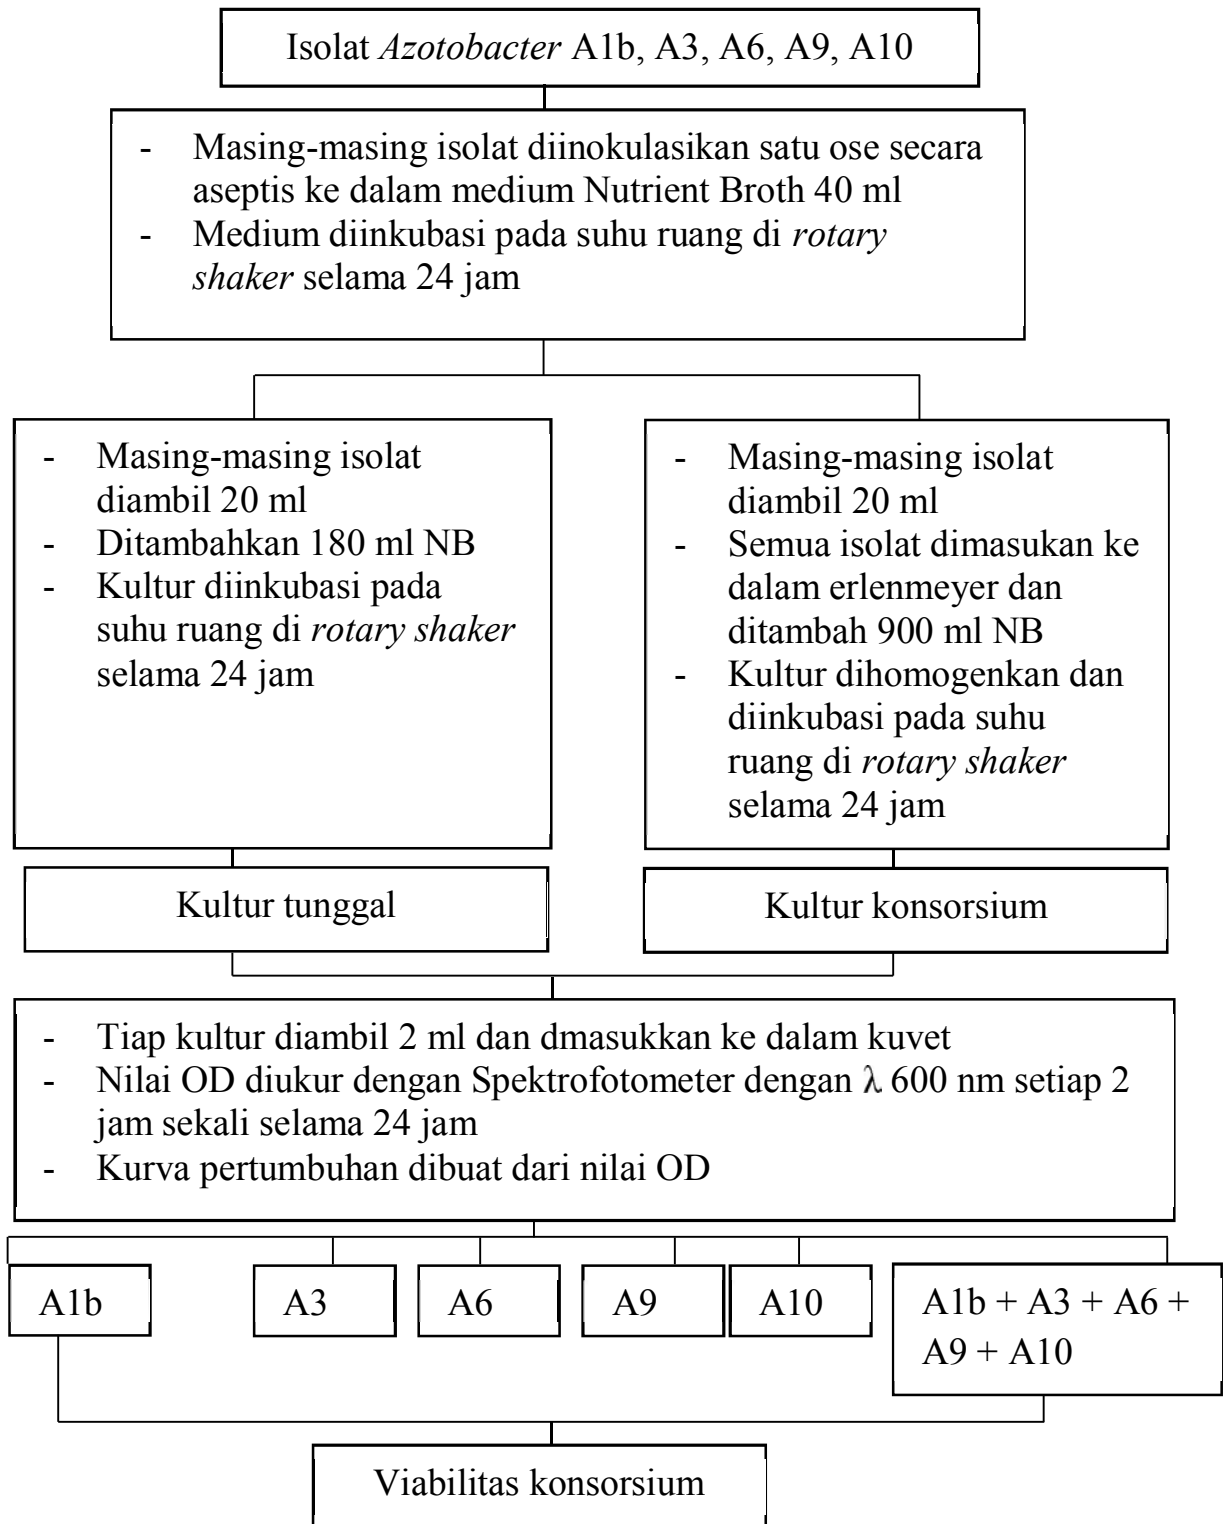 Isolat Azotobacter A1b, A3, A6, A9, A10
- Masing-masing isolat diinokulasikan satu ose secara
aseptis ke dalam medium Nutrient Broth 40 ml
- Medium diinkubasi pada suhu ruang di rotary
shaker selama 24 jam
- Masing-masing isolat
diambil 20 ml
- Ditambahkan 180 ml NB
- Kultur diinkubasi pada
suhu ruang di rotary shaker
selama 24 jam
- Masing-masing isolat
diambil 20 ml
- Semua isolat dimasukan ke
dalam erlenmeyer dan
ditambah 900 ml NB
- Kultur dihomogenkan dan
diinkubasi pada suhu
ruang di rotary shaker
selama 24 jam
Kultur tunggal
Kultur konsorsium
- Tiap kultur diambil 2 ml dan dmasukkan ke dalam kuvet
- Nilai OD diukur dengan Spektrofotometer dengan λ 600 nm setiap 2
jam sekali selama 24 jam
- Kurva pertumbuhan dibuat dari nilai OD
A1b
A3
A6
A9
A10
A1b + A3 + A6 +
A9 + A10
Viabilitas konsorsium